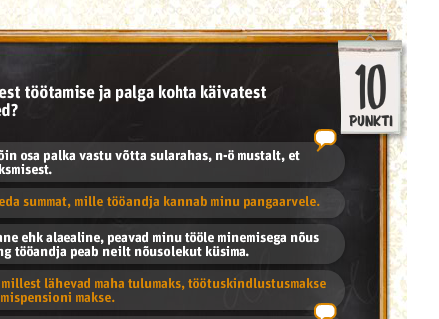 est töötamise ja palga kohta käivatest
ed?
10
PUNKTI
õin osa palka vastu võtta sularahas, n-ö mustalt, et
ksmisest.
eda summat, mille tööandja kannab minu pangaarvele.
nne ehk alaealine, peavad minu tööle minemisega nõus
ng tööandja peab neilt nõusolekut küsima.
millest lähevad maha tulumaks, töötuskindlustusmakse
mispensioni makse.